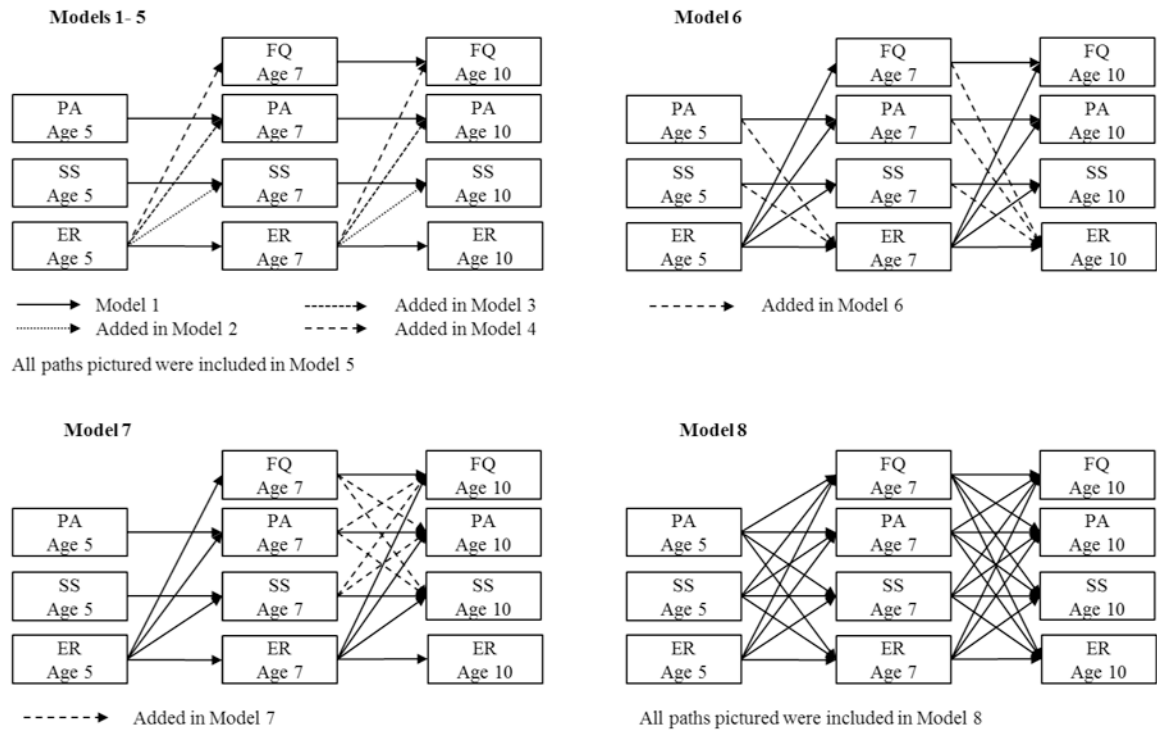 Models 1- 5
FQ
Age 7
FQ
Age 10
PA
Age 5
PA
Age 7
PA
Age 10
SS
Age 5
SS
Age 7
SS
Age 10
ER
Age 5
ER
Age 7
ER
Age 10
Model 1
Added in Model 3
Added in Model 2
Added in Model 4
All paths pictured were included in Model 5
Model 6
FQ
Age 7
FQ
Age 10
PA
Age 5
PA
Age 7
PA
Age 10
SS
Age 5
SS
Age 7
SS
Age 10
ER
Age 5
ER
Age 7
ER
Age 10
Added in Model 6
Model 7
FQ
Age 7
FQ
Age 10
PA
Age 5
PA
Age 7
PA
Age 10
SS
Age 5
SS
Age 7
SS
Age 10
ER
Age 5
ER
Age 7
ER
Age 10
Added in Model 7
Model 8
FQ
Age 7
FQ
Age 10
PA
Age 5
PA
Age 7
PA
Age 10
SS
Age 5
SS
Age 7
SS
Age 10
ER
Age 5
ER
Age 7
ER
Age 10
All paths pictured were included in Model 8